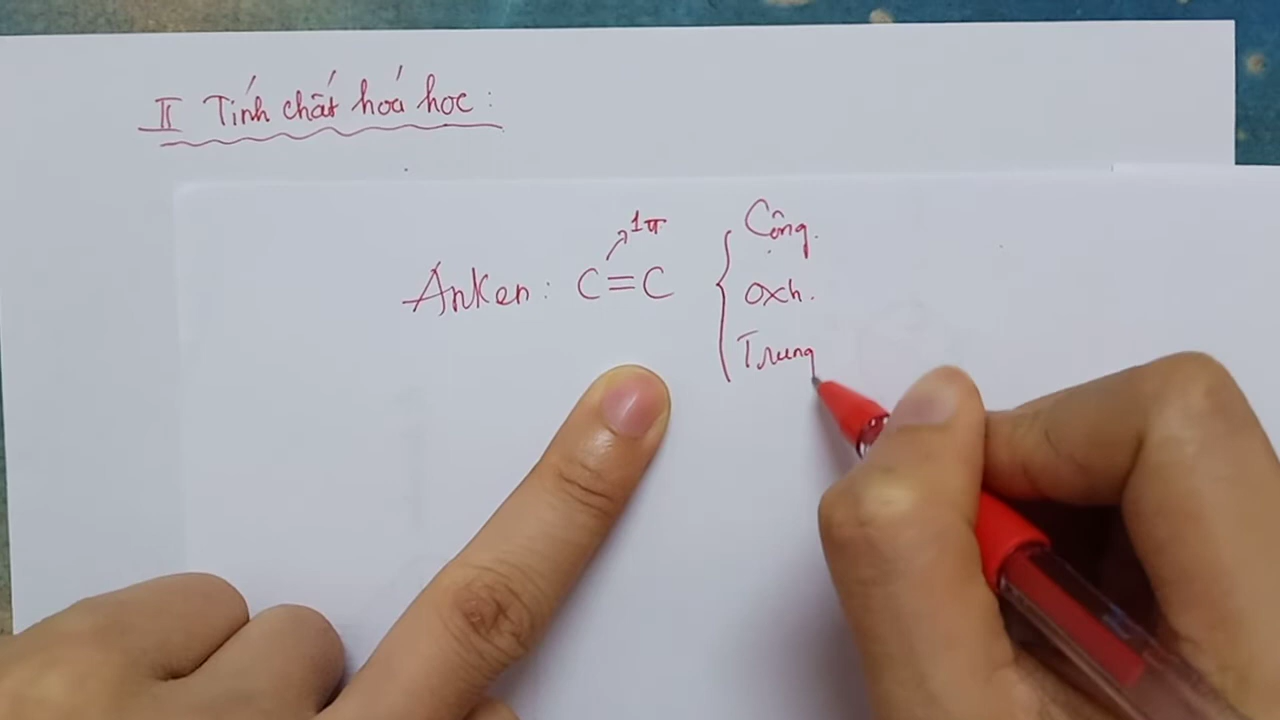 II Tính chất hoá học:
1π
Anken: C=C
Cộng.
oxh.
Trung